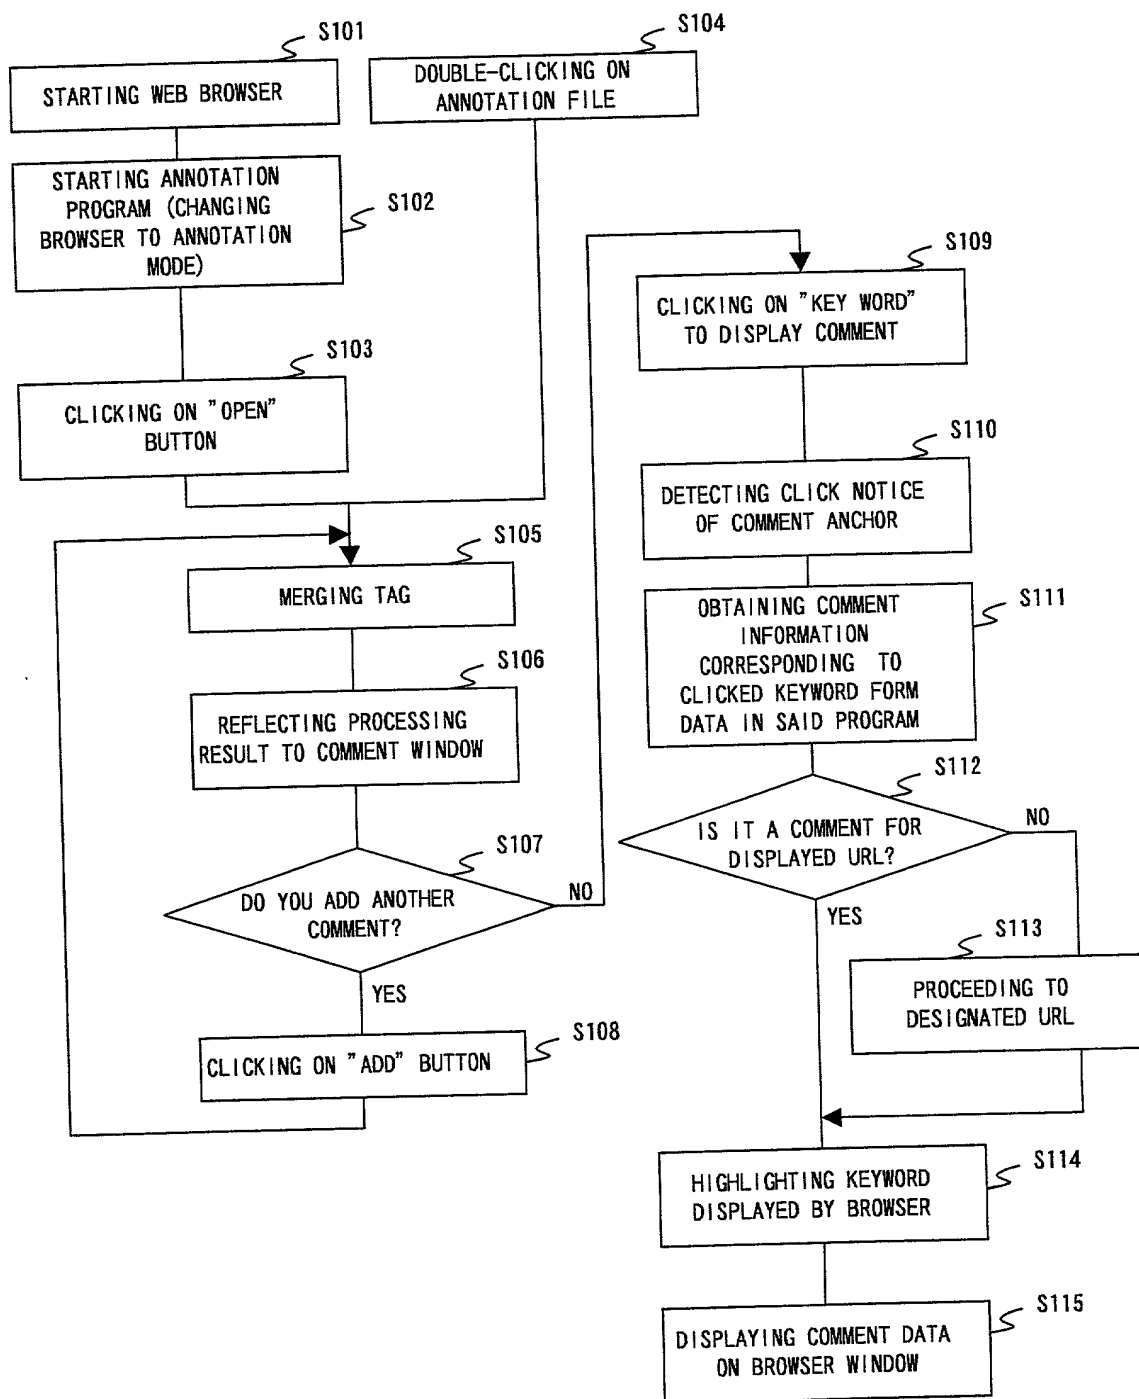 S101
STARTING WEB BROWSER
STARTING ANNOTATION
PROGRAM (CHANGING
BROWSER TO ANNOTATION
MODE)
S102
S103
CLICKING ON "OPEN"
BUTTON
S104
DOUBLE-CLICKING ON
ANNOTATION FILE
S105
MERGING TAG
S106
REFLECTING PROCESSING
RESULT TO COMMENT WINDOW
S107
DO YOU ADD ANOTHER
COMMENT?
NO
YES
S108
CLICKING ON "ADD" BUTTON
S109
CLICKING ON "KEY WORD"
TO DISPLAY COMMENT
S110
DETECTING CLICK NOTICE
OF COMMENT ANCHOR
S111
OBTAINING COMMENT
INFORMATION
CORRESPONDING TO
CLICKED KEYWORD FORM
DATA IN SAID PROGRAM
S112
IS IT A COMMENT FOR
DISPLAYED URL?
NO
YES
S113
PROCEEDING TO
DESIGNATED URL
S114
HIGHLIGHTING KEYWORD
DISPLAYED BY BROWSER
S115
DISPLAYING COMMENT DATA
ON BROWSER WINDOW